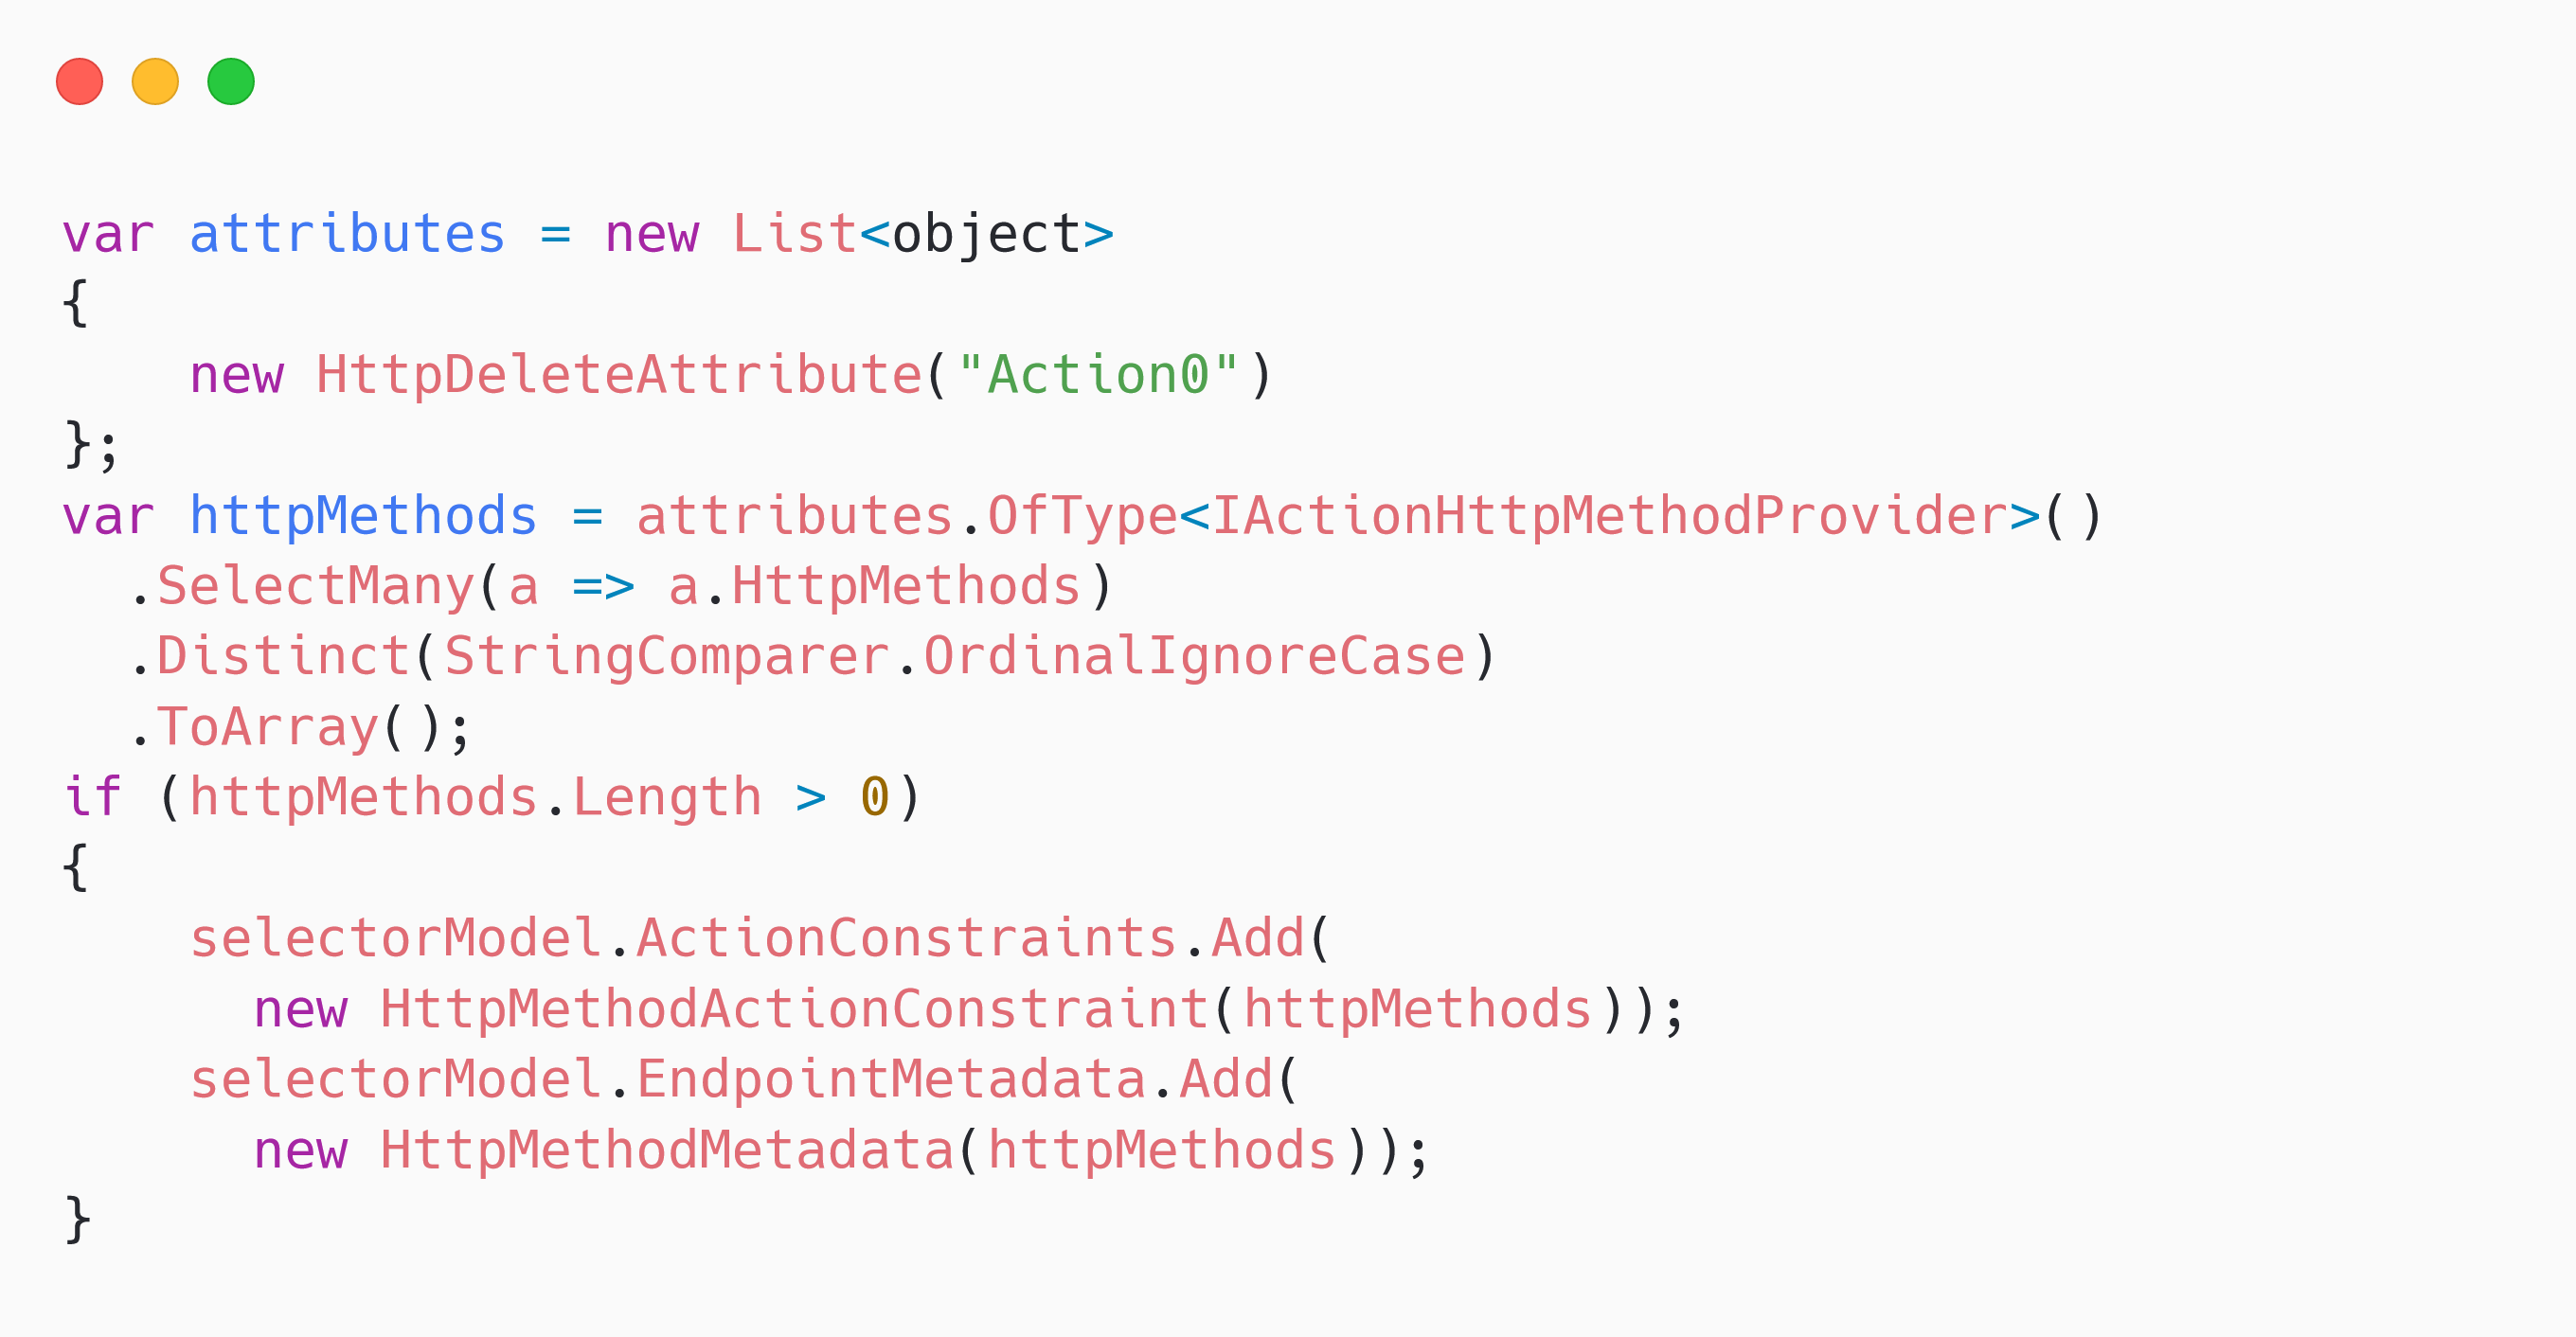 var attributes = new List<object>
{
    new HttpDeleteAttribute("Action0")
};
var httpMethods = attributes.OfType<IActionHttpMethodProvider>()
  .SelectMany(a => a.HttpMethods)
  .Distinct(StringComparer.OrdinalIgnoreCase)
  .ToArray();
if (httpMethods.Length > 0)
{
    selectorModel.ActionConstraints.Add(
      new HttpMethodActionConstraint(httpMethods));
    selectorModel.EndpointMetadata.Add(
      new HttpMethodMetadata(httpMethods));
}